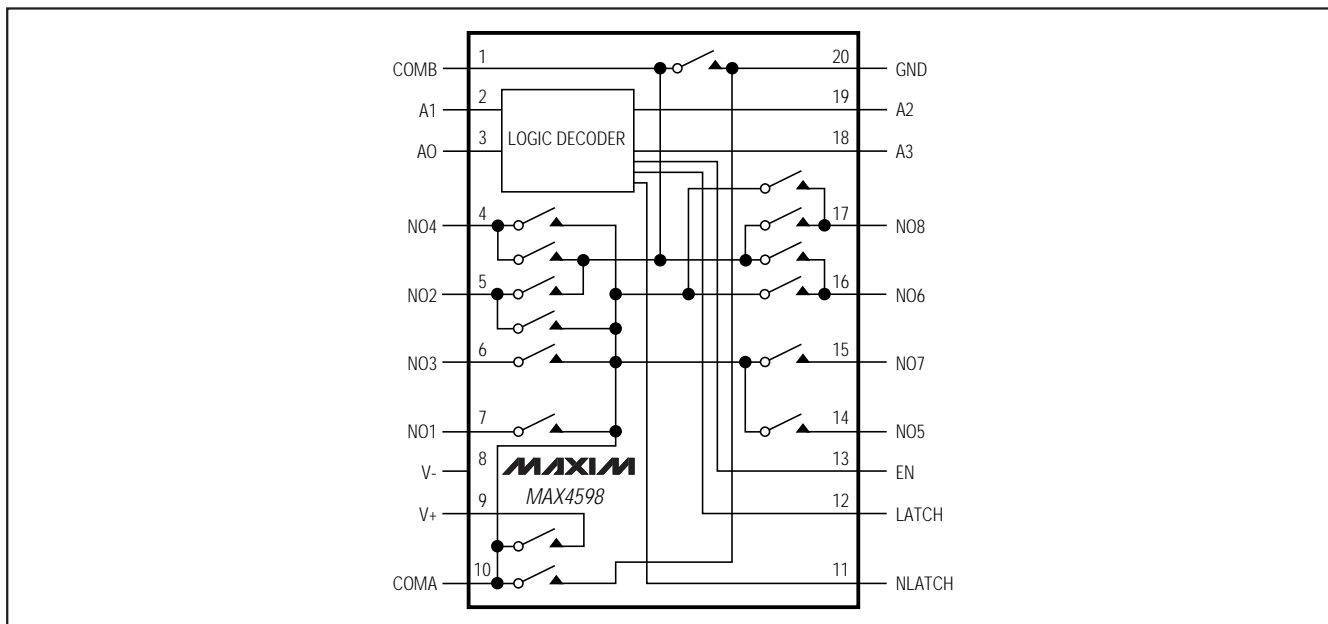 COMB 1 20 GND
A1 2 19 A2
LOGIC DECODER
AO 3 18 A3
NO4 4 17 NO8
NO2 5 16 NO6
NO3 6 15 NO7
NO1 7 14 NO5
V- 8 13 EN
MAXIM
MAX4598
V+ 9 12 LATCH
COMA 10 11 NLATCH